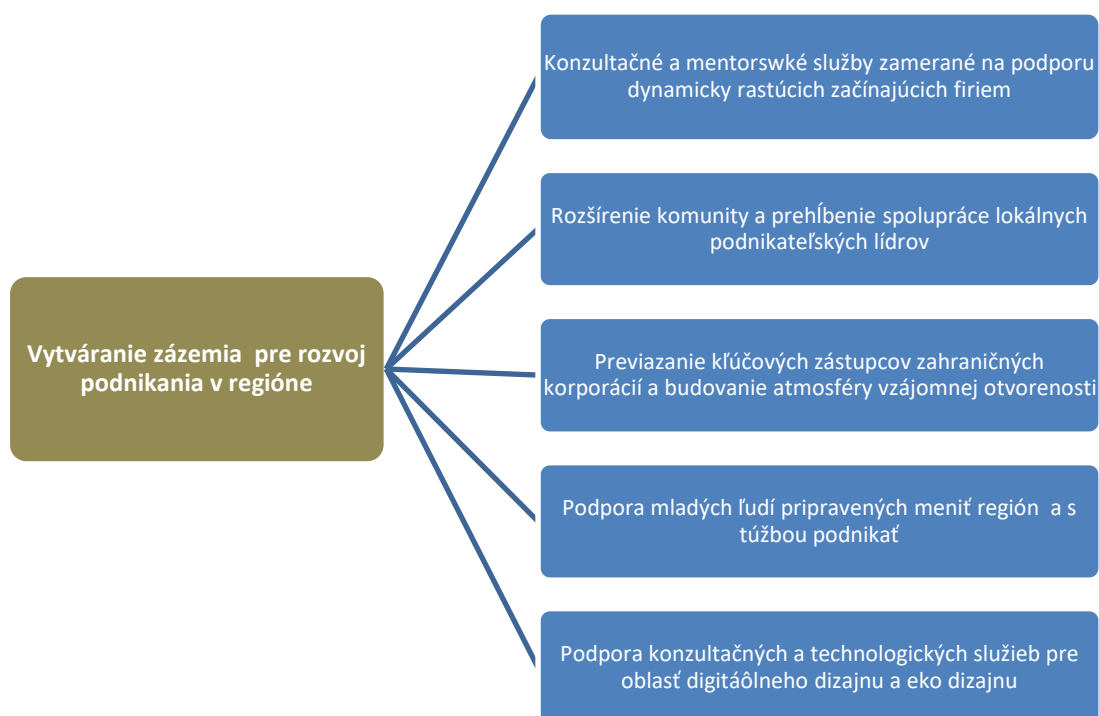 Konzultačné a mentorswké služby zamerané na podporu
dynamicky rastúcich začínajúcich firiem
Rozšírenie komunity a prehĺbenie spolupráce lokálnych
podnikateľských lídrov
Vytváranie zázemia pre rozvoj
podnikania v regióne
Previazanie kľúčových zástupcov zahraničných
korporácií a budovanie atmosféry vzájomnej otvorenosti
Podpora mladých ľudí pripravených meniť región a s
túžbou podnikať
Podpora konzultačných a technologických služieb pre
oblasť digitáôlneho dizajnu a eko dizajnu